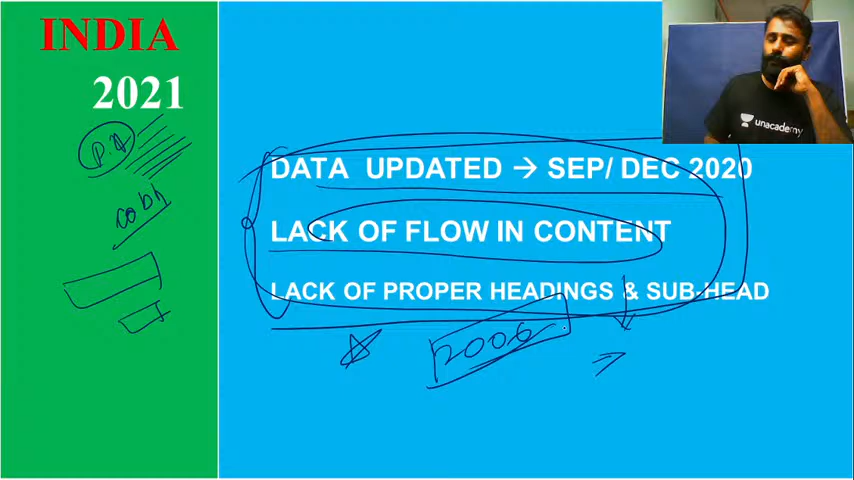 INDIA
2021
P.A
DATA UPDATED → SEP/ DEC 2020
LACK OF FLOW IN CONTENT
LACK OF PROPER HEADINGS & SUB-HEAD
unacademy